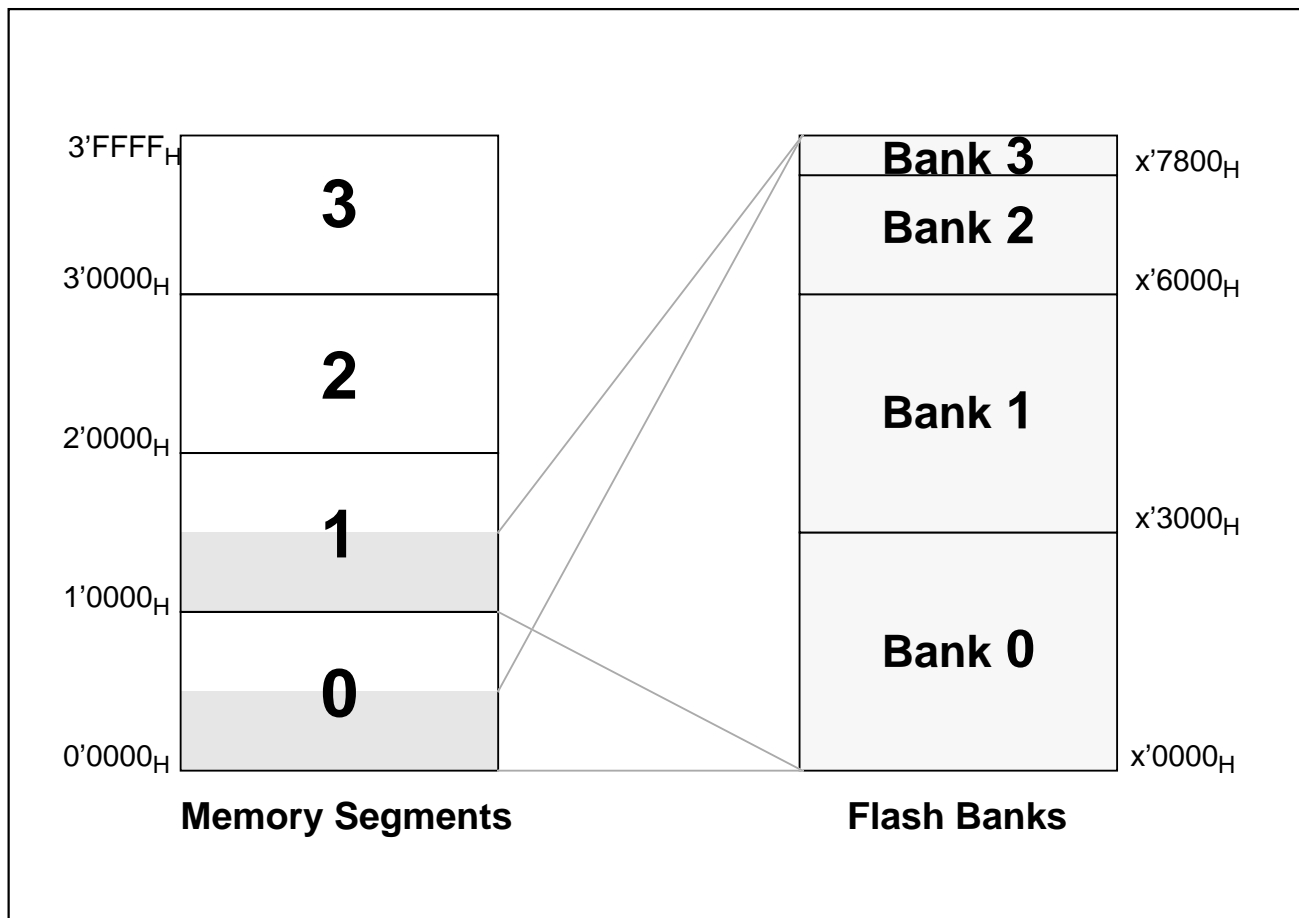 3’FFFFH
3
3’0000H
2
2’0000H
1
1’0000H
0
0’0000H
Memory Segments
Bank 3
x’7800H
Bank 2
x’6000H
Bank 1
x’3000H
Bank 0
x’0000H
Flash Banks